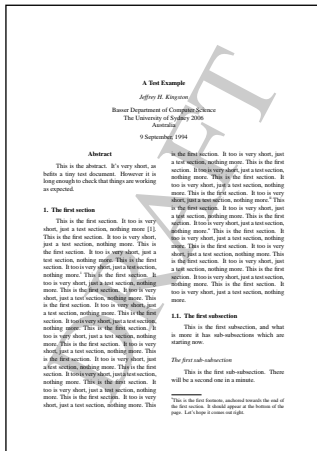 DRAFT
A Test Example
Jeffrey H. Kingston
Basser Department of Computer Science
The University of Sydney 2006
Australia
9 September, 1994
Abstract
This is the abstract. It's very short, as
befits a tiny test document. However it is
long enough to check that things are working
as expected.
1. The first section
This is the first section. It too is very
short, just a test section, nothing more [1].
This is the first section. It too is very short,
just a test section, nothing more. This is
the first section. It too is very short, just a
test section, nothing more. This is the first
section. It too is very short, just a test section,
nothing more.* This is the first section. It
too is very short, just a test section, nothing
more. This is the first section. It too is very
short, just a test section, nothing more. This
is the first section. It too is very short, just
a test section, nothing more. This is the first
section. It too is very short, just a test section,
nothing more. This is the first section. It
too is very short, just a test section, nothing
more. This is the first section. It too is very
short, just a test section, nothing more. This
is the first section. It too is very short, just
a test section, nothing more. This is the first
section. It too is very short, just a test section,
nothing more. This is the first section. It
too is very short, just a test section, nothing
more. This is the first section. It too is very
short, just a test section, nothing more. This
is the first section. It too is very short, just
a test section, nothing more. This is the first
section. It too is very short, just a test section,
nothing more. This is the first section. It
too is very short, just a test section, nothing
more. This is the first section. It too is very
short, just a test section, nothing more.* This
is the first section. It too is very short, just
a test section, nothing more. This is the first
section. It too is very short, just a test section,
nothing more.* This is the first section. It
too is very short, just a test section, nothing
more. This is the first section. It too is very
short, just a test section, nothing more. This
is the first section. It too is very short, just
a test section, nothing more. This is the first
section. It too is very short, just a test section,
nothing more. This is the first section. It
too is very short, just a test section, nothing
more.
1.1. The first subsection
This is the first subsection, and what
is more it has sub-subsections which are
starting now.
The first sub-subsection
This is the first sub-subsection. There
will be a second one in a minute.
*This is the first footnote, anchored towards the end of
the first section. It should appear at the bottom of the
page. Let's hope it comes out right.